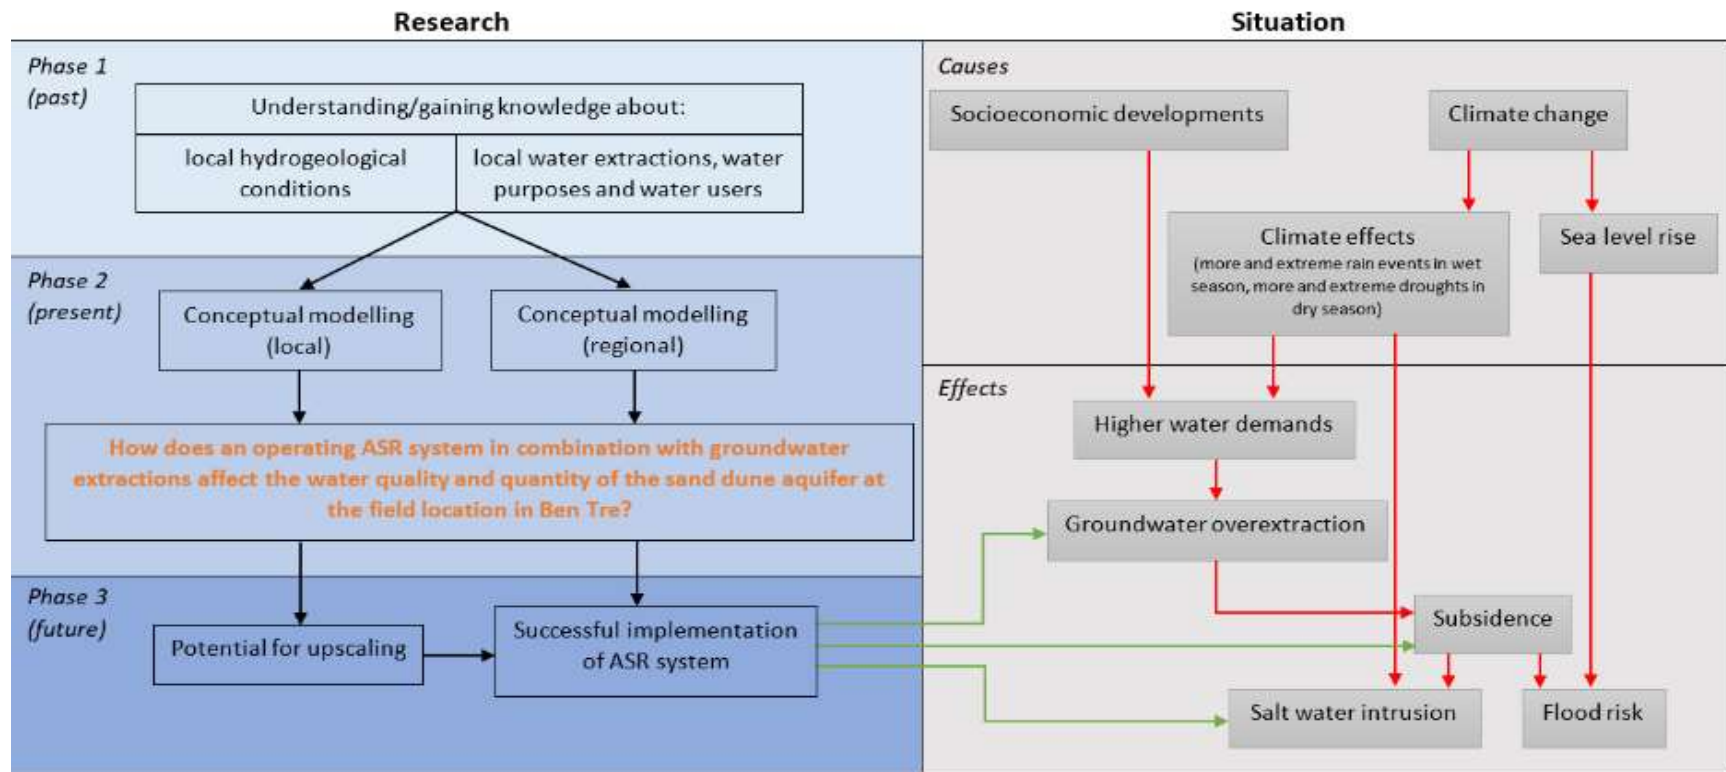 Research
Situation
Phase 1
(past)
Understanding/gaining knowledge about:
local hydrogeological
conditions
local water extractions, water
purposes and water users
Phase 2
(present)
Conceptual modelling
(local)
Conceptual modelling
(regional)
How does an operating ASR system in combination with groundwater
extractions affect the water quality and quantity of the sand dune aquifer at
the field location in Ben Tre?
Phase 3
(future)
Potential for upscaling
Successful implementation
of ASR system
Causes
Socioeconomic developments
Climate change
Climate effects
(more and extreme rain events in wet
season, more and extreme droughts in
dry season)
Sea level rise
Effects
Higher water demands
Groundwater overextraction
Subsidence
Salt water intrusion
Flood risk